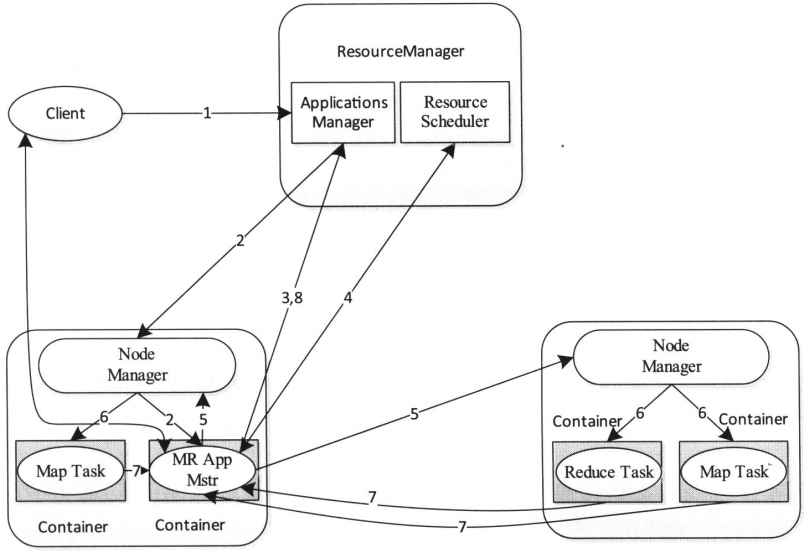 ResourceManager
Applications
Manager
Resource
Scheduler
Client
1
2
3,8
4
Node
Manager
6
2
5
Map Task
7
MR App
Mstr
Container
Container
5
Node
Manager
Container
6
6
Container
Reduce Task
Map Task
7
7